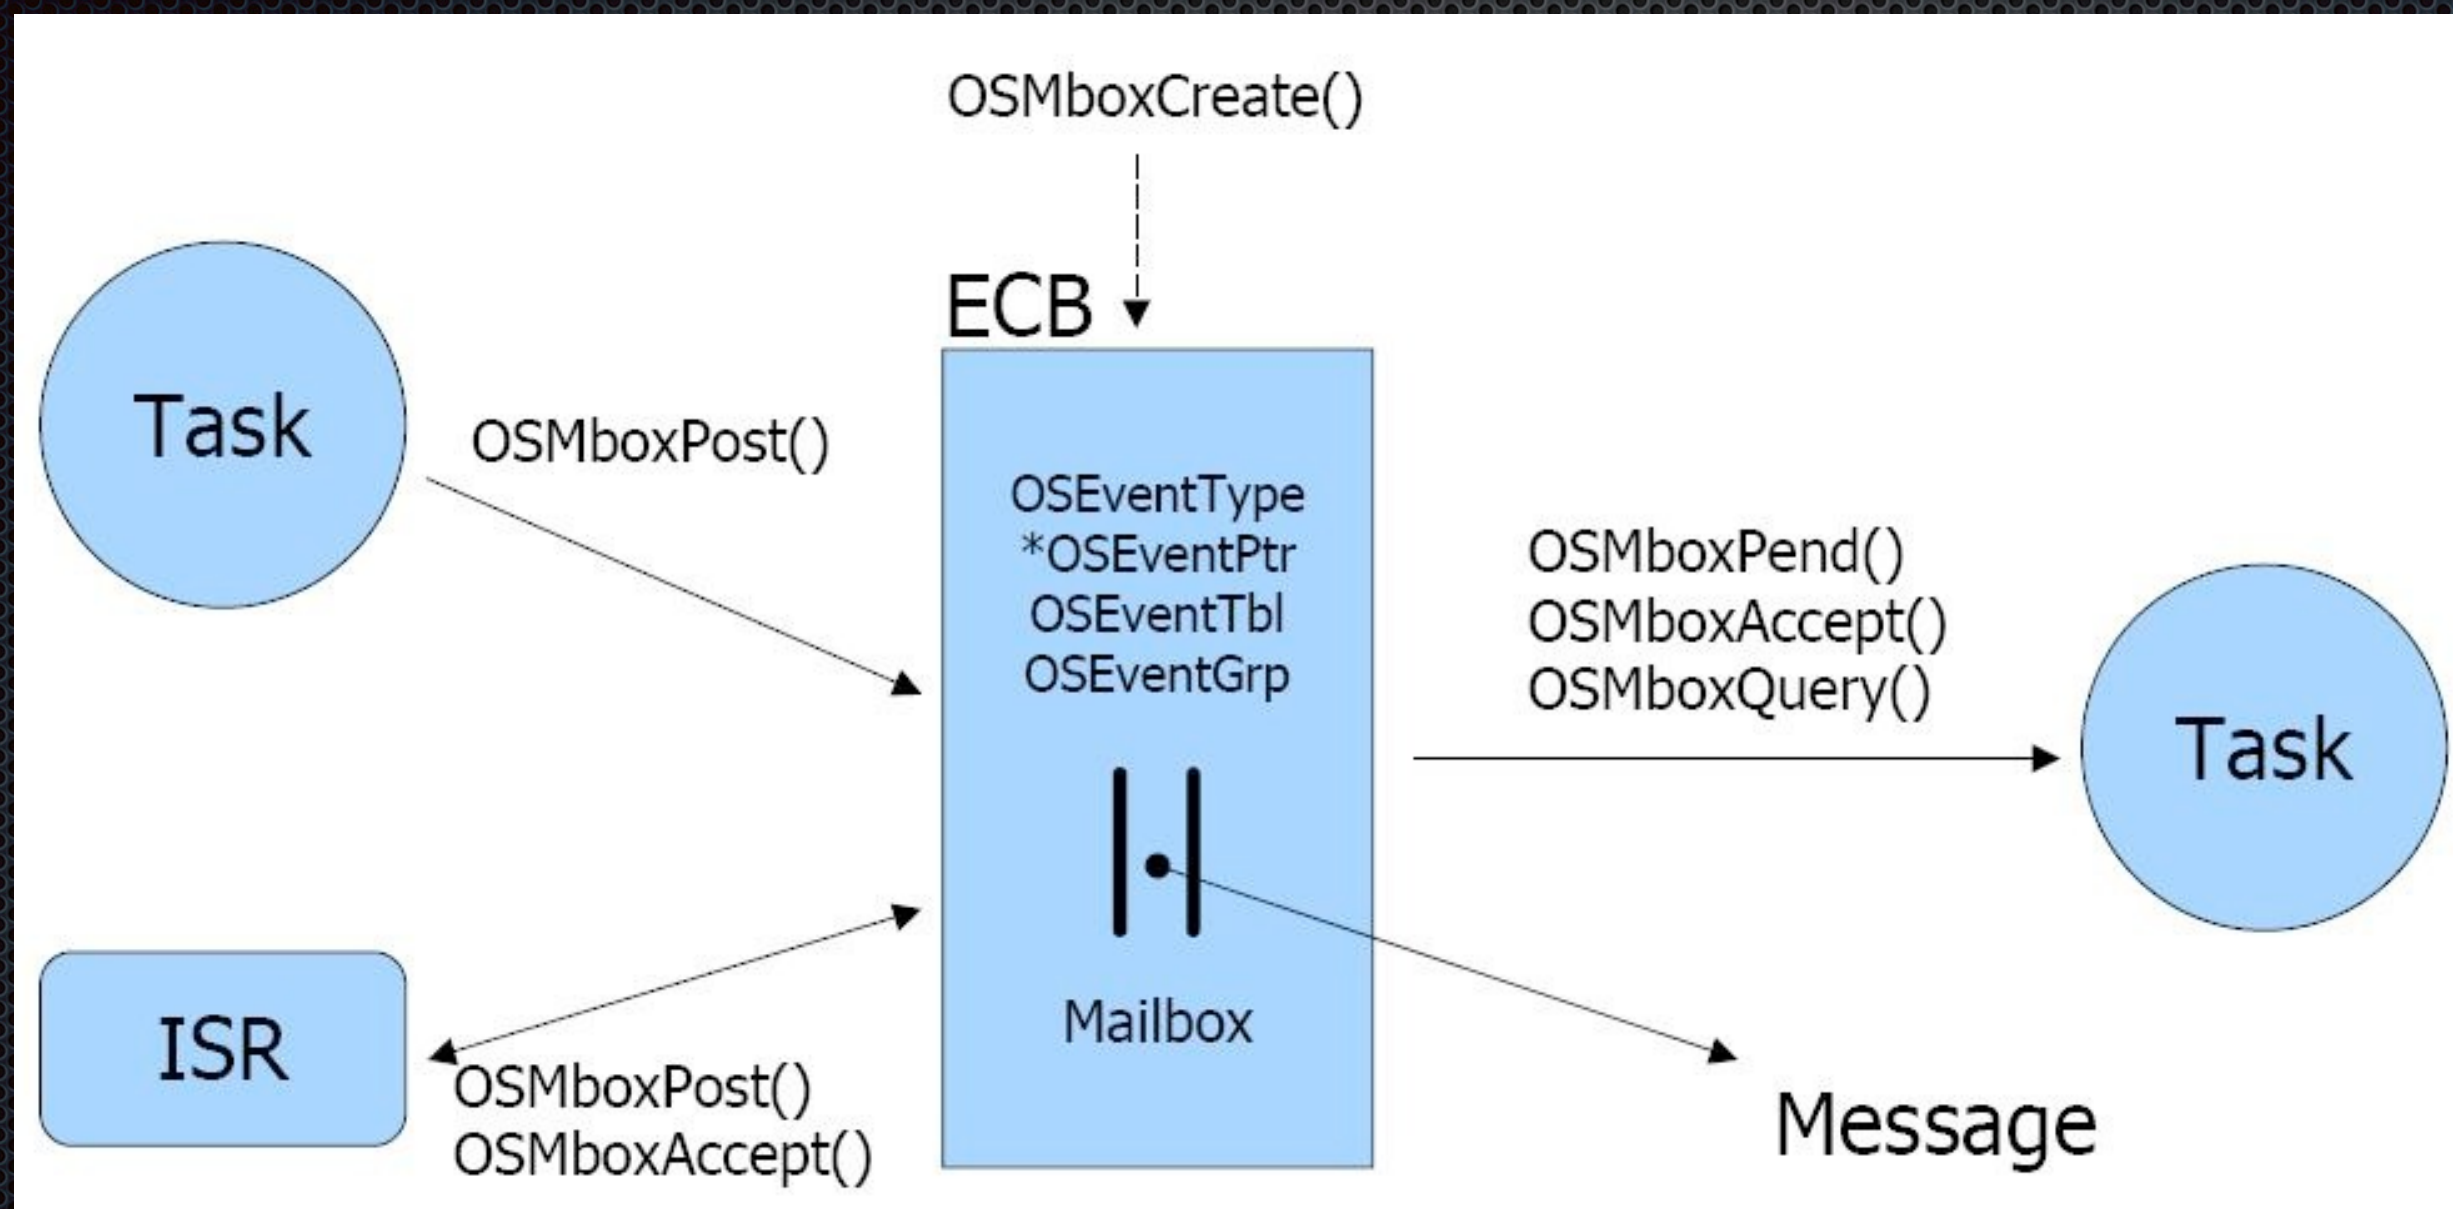 OSMboxCreate()
ECB
Task
OSMboxPost()
OSEventType
*OSEventPtr
OSEventTbl
OSEventGrp
Mailbox
OSMboxPend()
OSMboxAccept()
OSMboxQuery()
Task
ISR
OSMboxPost()
OSMboxAccept()
Message